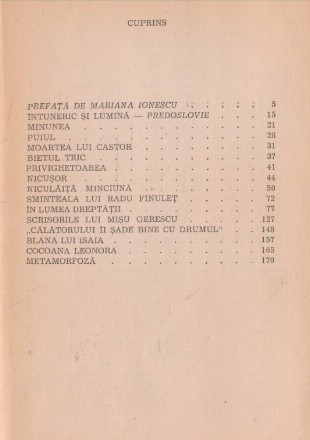 CUPRINS
PREFAȚĂ DE MARIANA IONESCU . . . . . 5
ÎNTUNERIC ȘI LUMINĂ — PREDOSLOVIE . . . 15
MINUNEA . . . . . . . . . . . 21
PUIUL . . . . . . . . . . . . 26
MOARTEA LUI CASTOR . . . . . . . . 31
BIETUL TRIC . . . . . . . . . . 37
PRIVIGHETOAREA . . . . . . . . . 41
NICUȘOR . . . . . . . . . . . 44
NICULĂIȚĂ MINCIUNĂ . . . . . . . . 50
SMINTEALA LUI RADU FINULEȚ . . . . . . 72
ÎN LUMEA DREPTĂȚII . . . . . . . . 77
SCRISORILE LUI MIȘU GERESCU . . . . . 127
„CĂLĂTORULUI ÎI ȘADE BINE CU DRUMUL“ . . . 148
BLANA LUI ISAIA . . . . . . . . . 157
COCOANA LEONORA . . . . . . . . 165
METAMORFOZĂ . . . . . . . . . 170